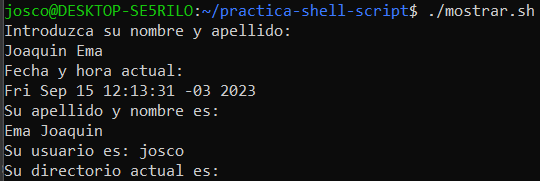 josco@DESKTOP-SE5RILO:~/practica-shell-script$ ./mostrar.sh
Introduzca su nombre y apellido:
Joaquin Ema
Fecha y hora actual:
Fri Sep 15 12:13:31 -03 2023
Su apellido y nombre es:
Ema Joaquin
Su usuario es: josco
Su directorio actual es: